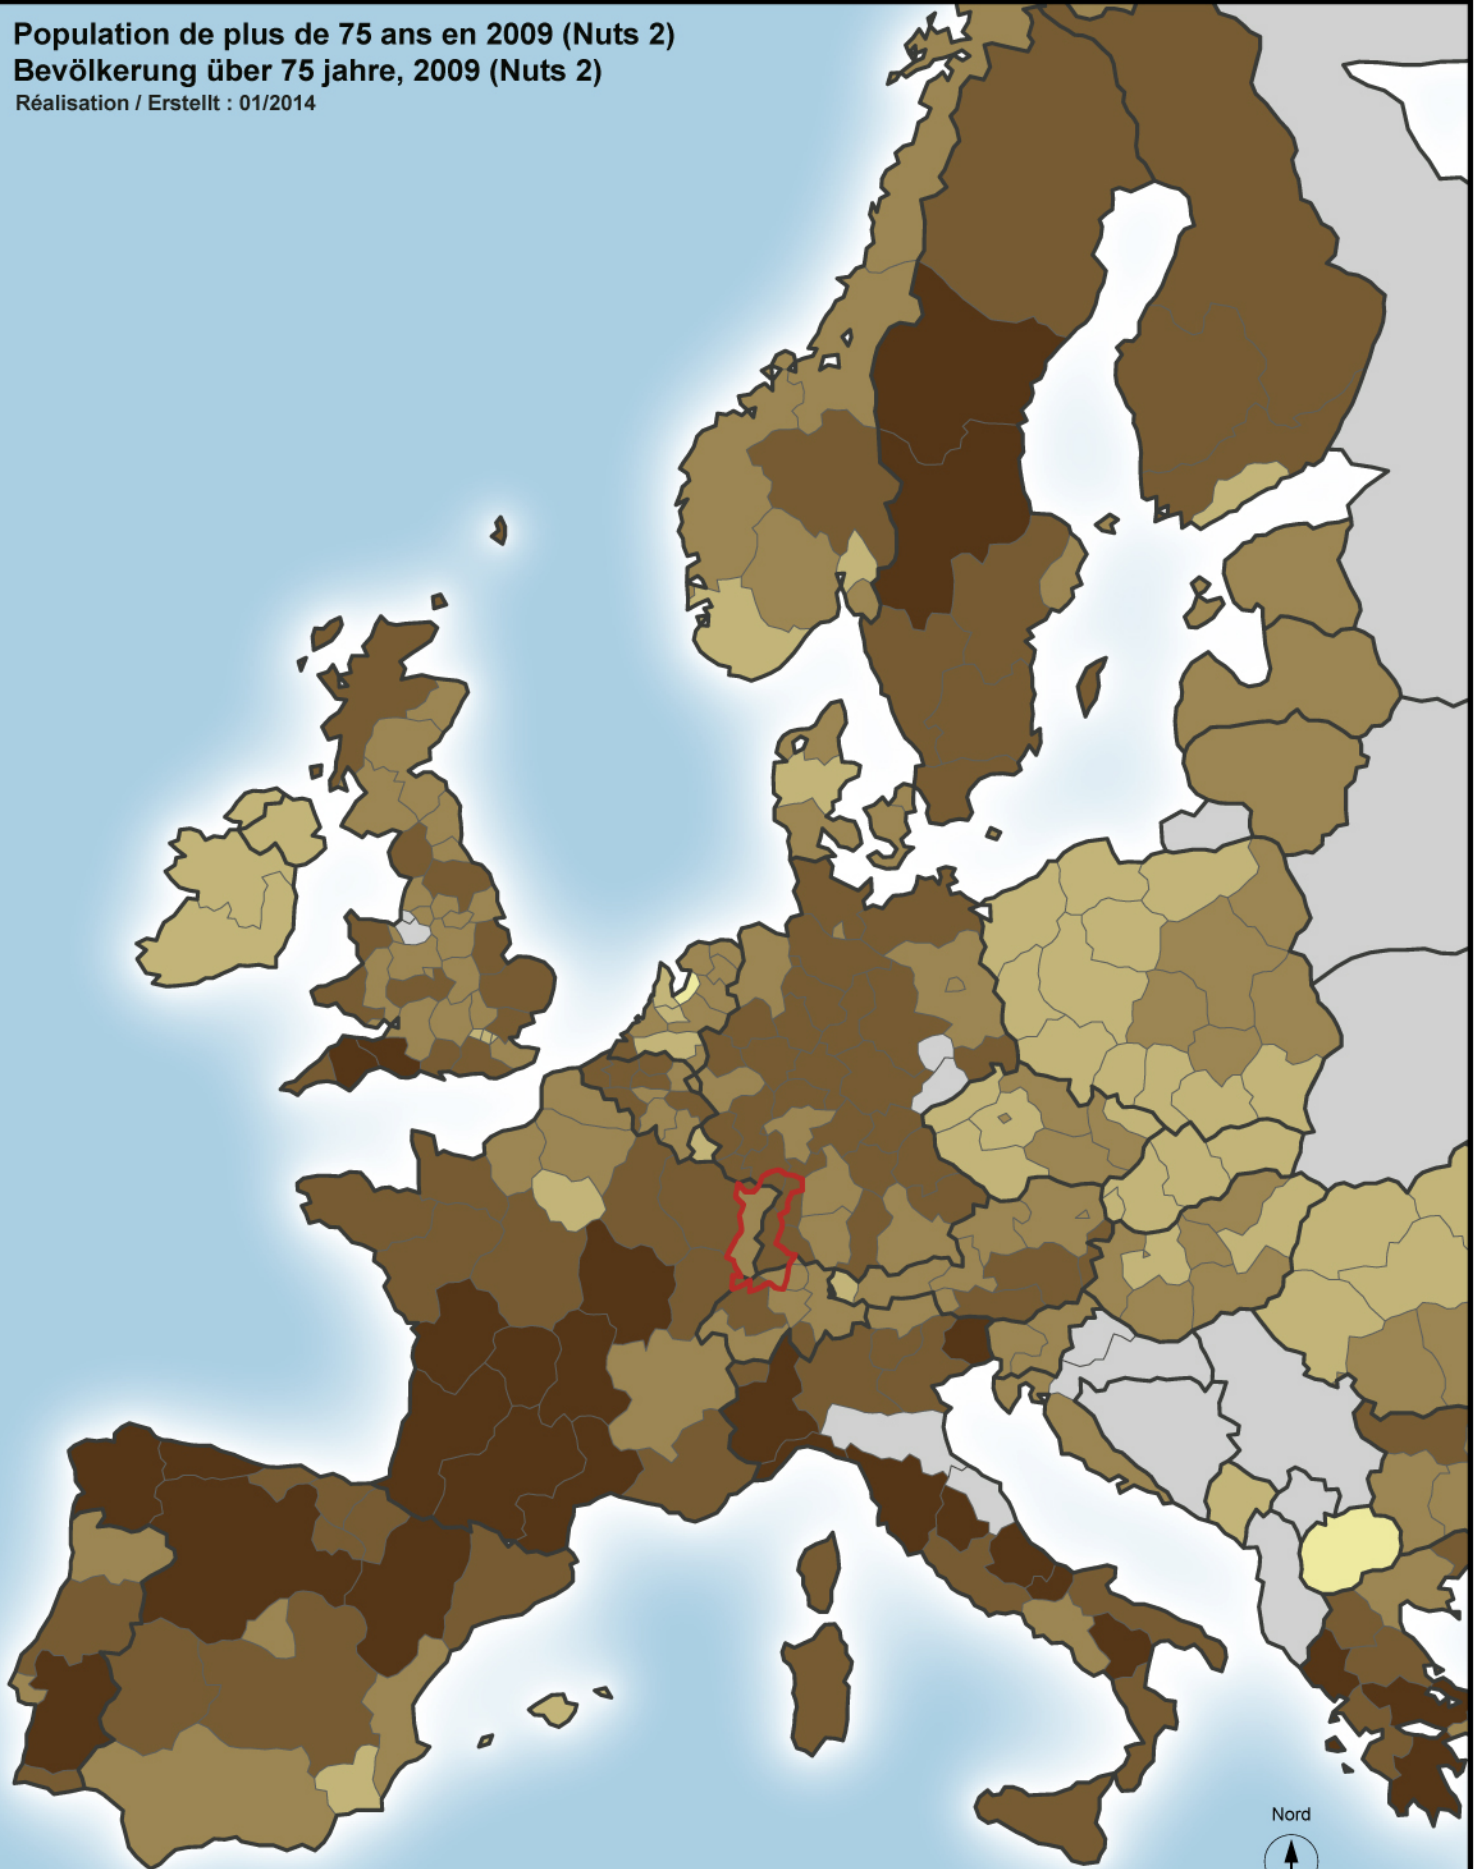 Population de plus de 75 ans en 2009 (Nuts 2)
Bevölkerung über 75 jahre, 2009 (Nuts 2)
Réalisation / Erstellt : 01/2014
Nord